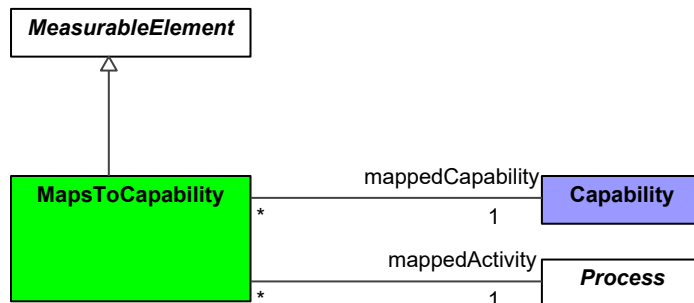 MeasurableElement
MapsToCapability
mappedCapability
* 1
Capability
mappedActivity
* 1
Process